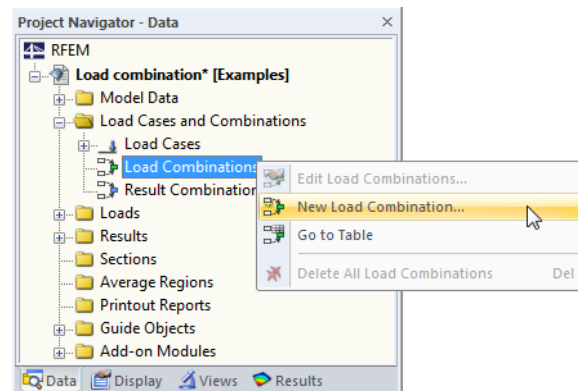 Project Navigator - Data
RFEM
Load combination* [Examples]
Model Data
Load Cases and Combinations
Load Cases
Load Combinations
Result Combination
Edit Load Combinations...
New Load Combination...
Go to Table
Delete All Load Combinations Del
Loads
Results
Sections
Average Regions
Printout Reports
Guide Objects
Add-on Modules
Data Display Views Results